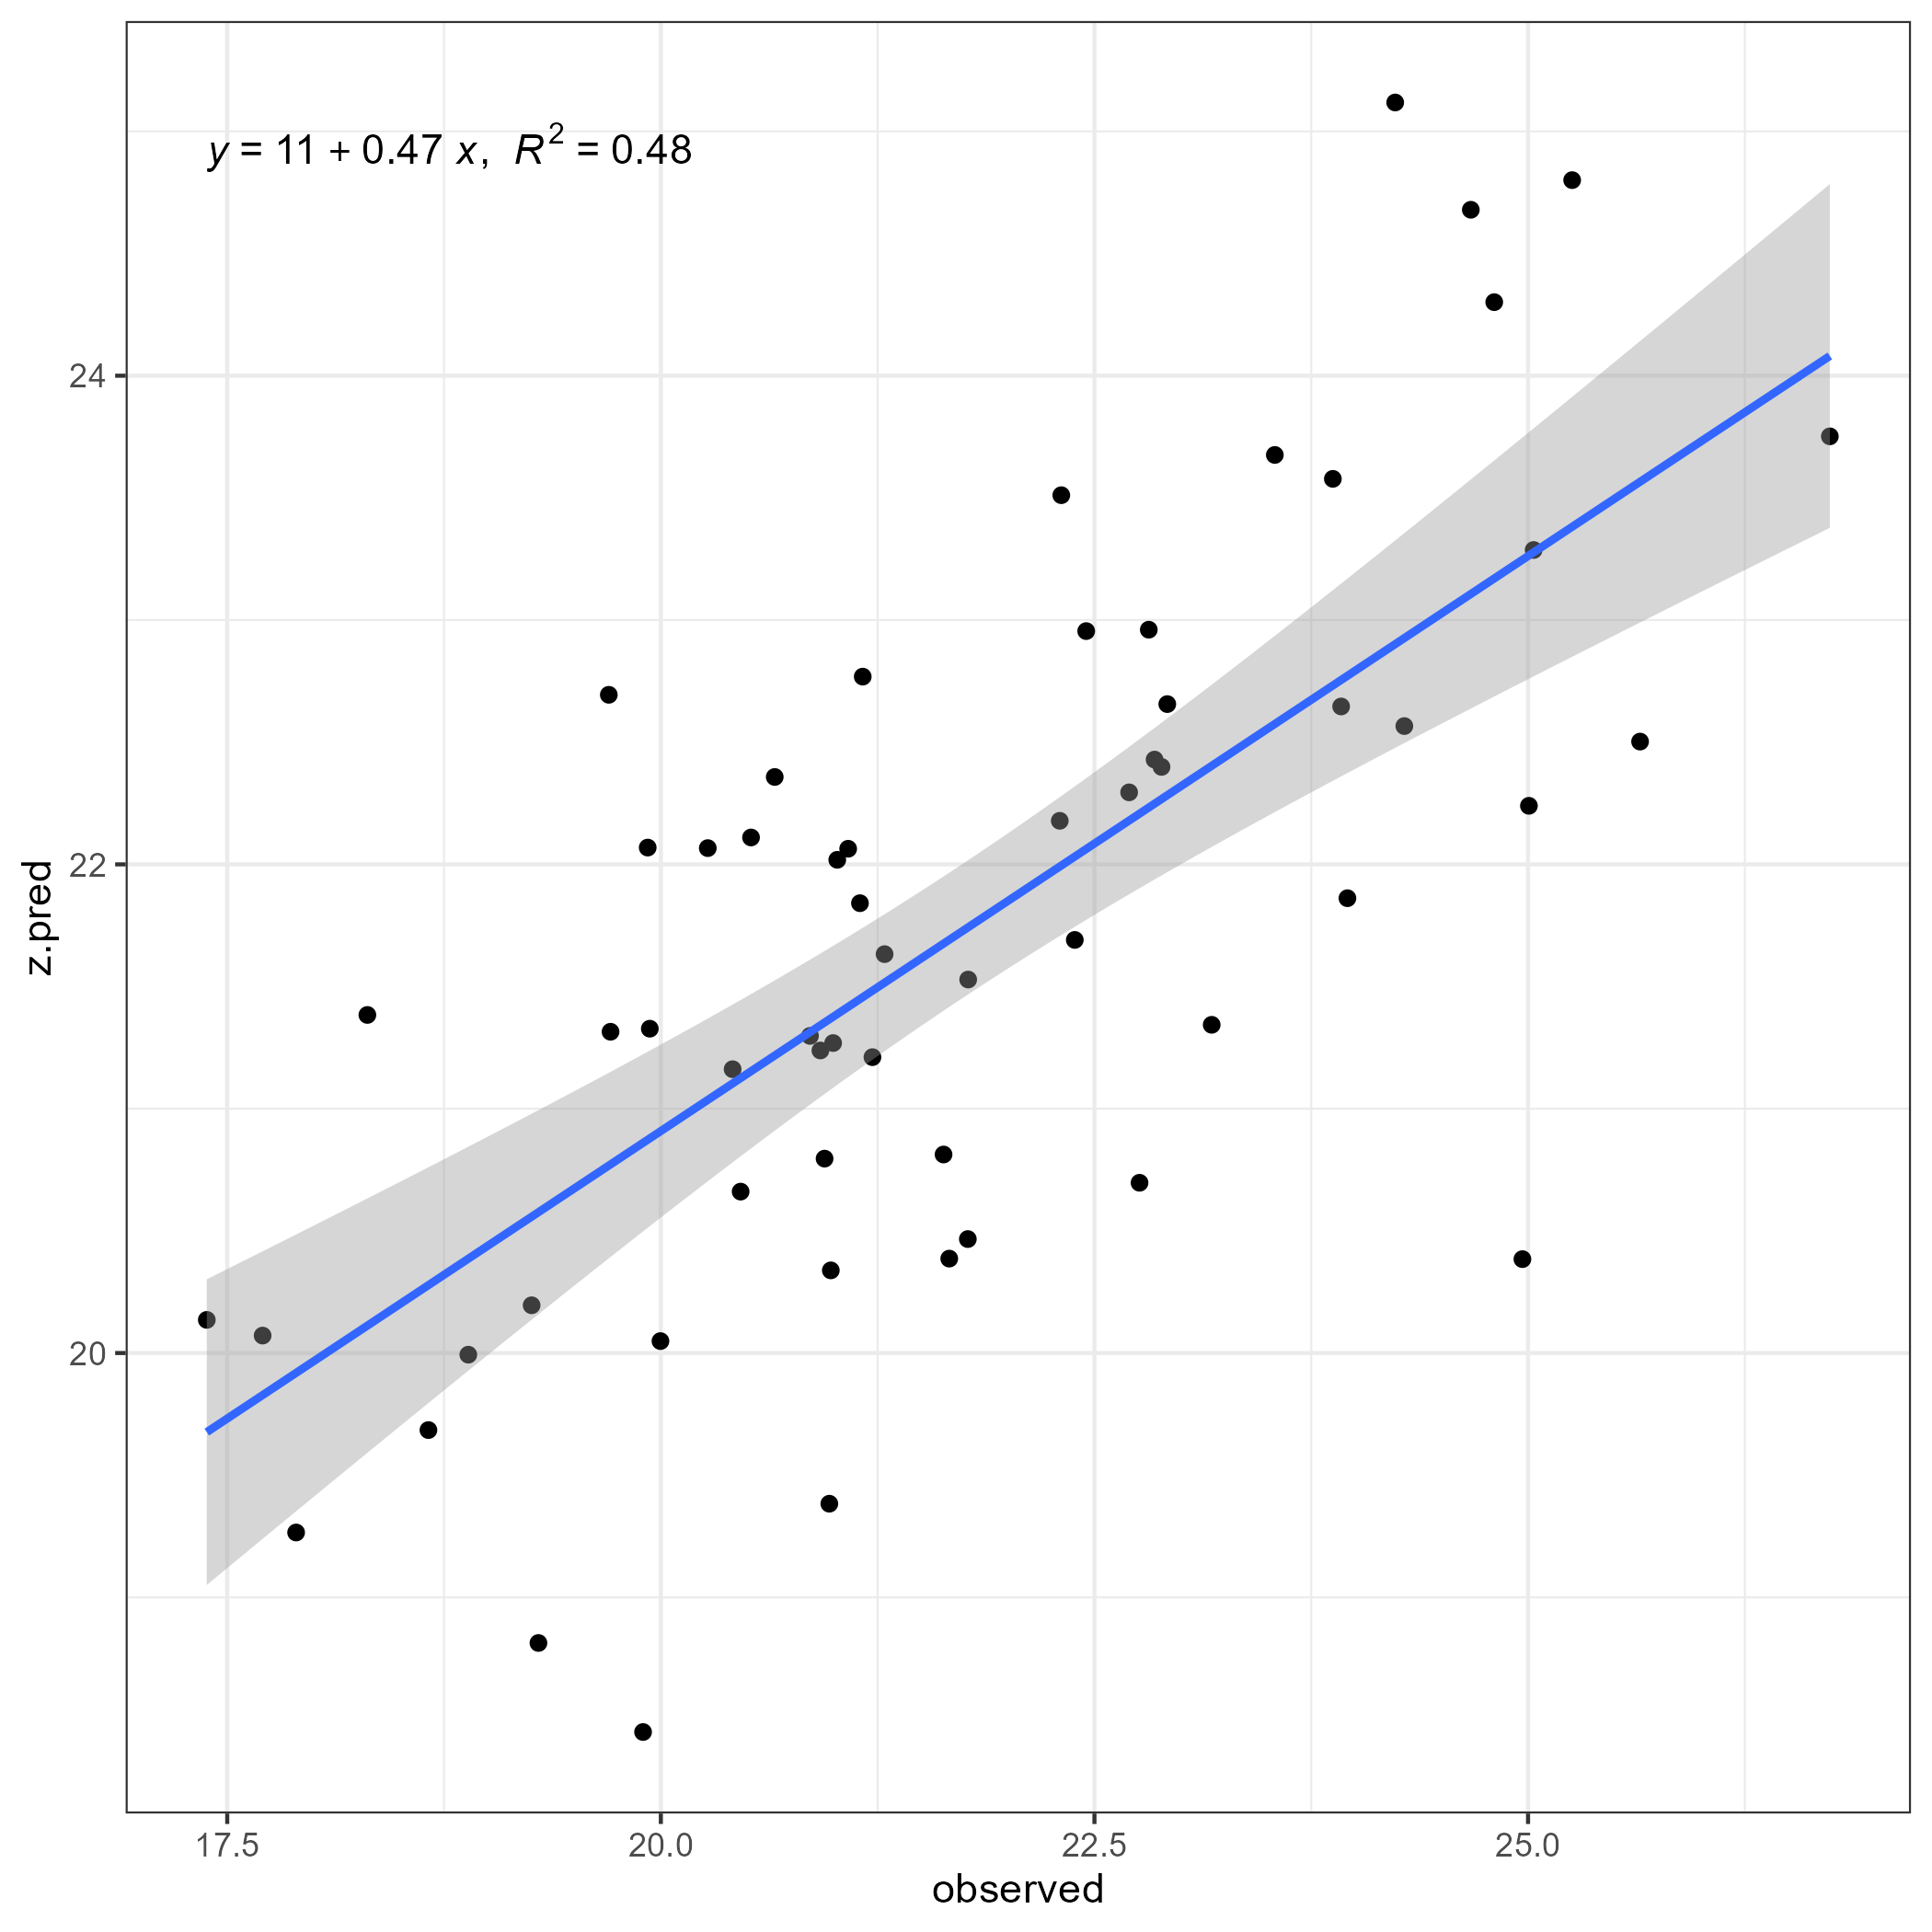 y = 11 + 0.47 x, R² = 0.48
24
22
20
z.pred
17.5 20.0 22.5 25.0
observed